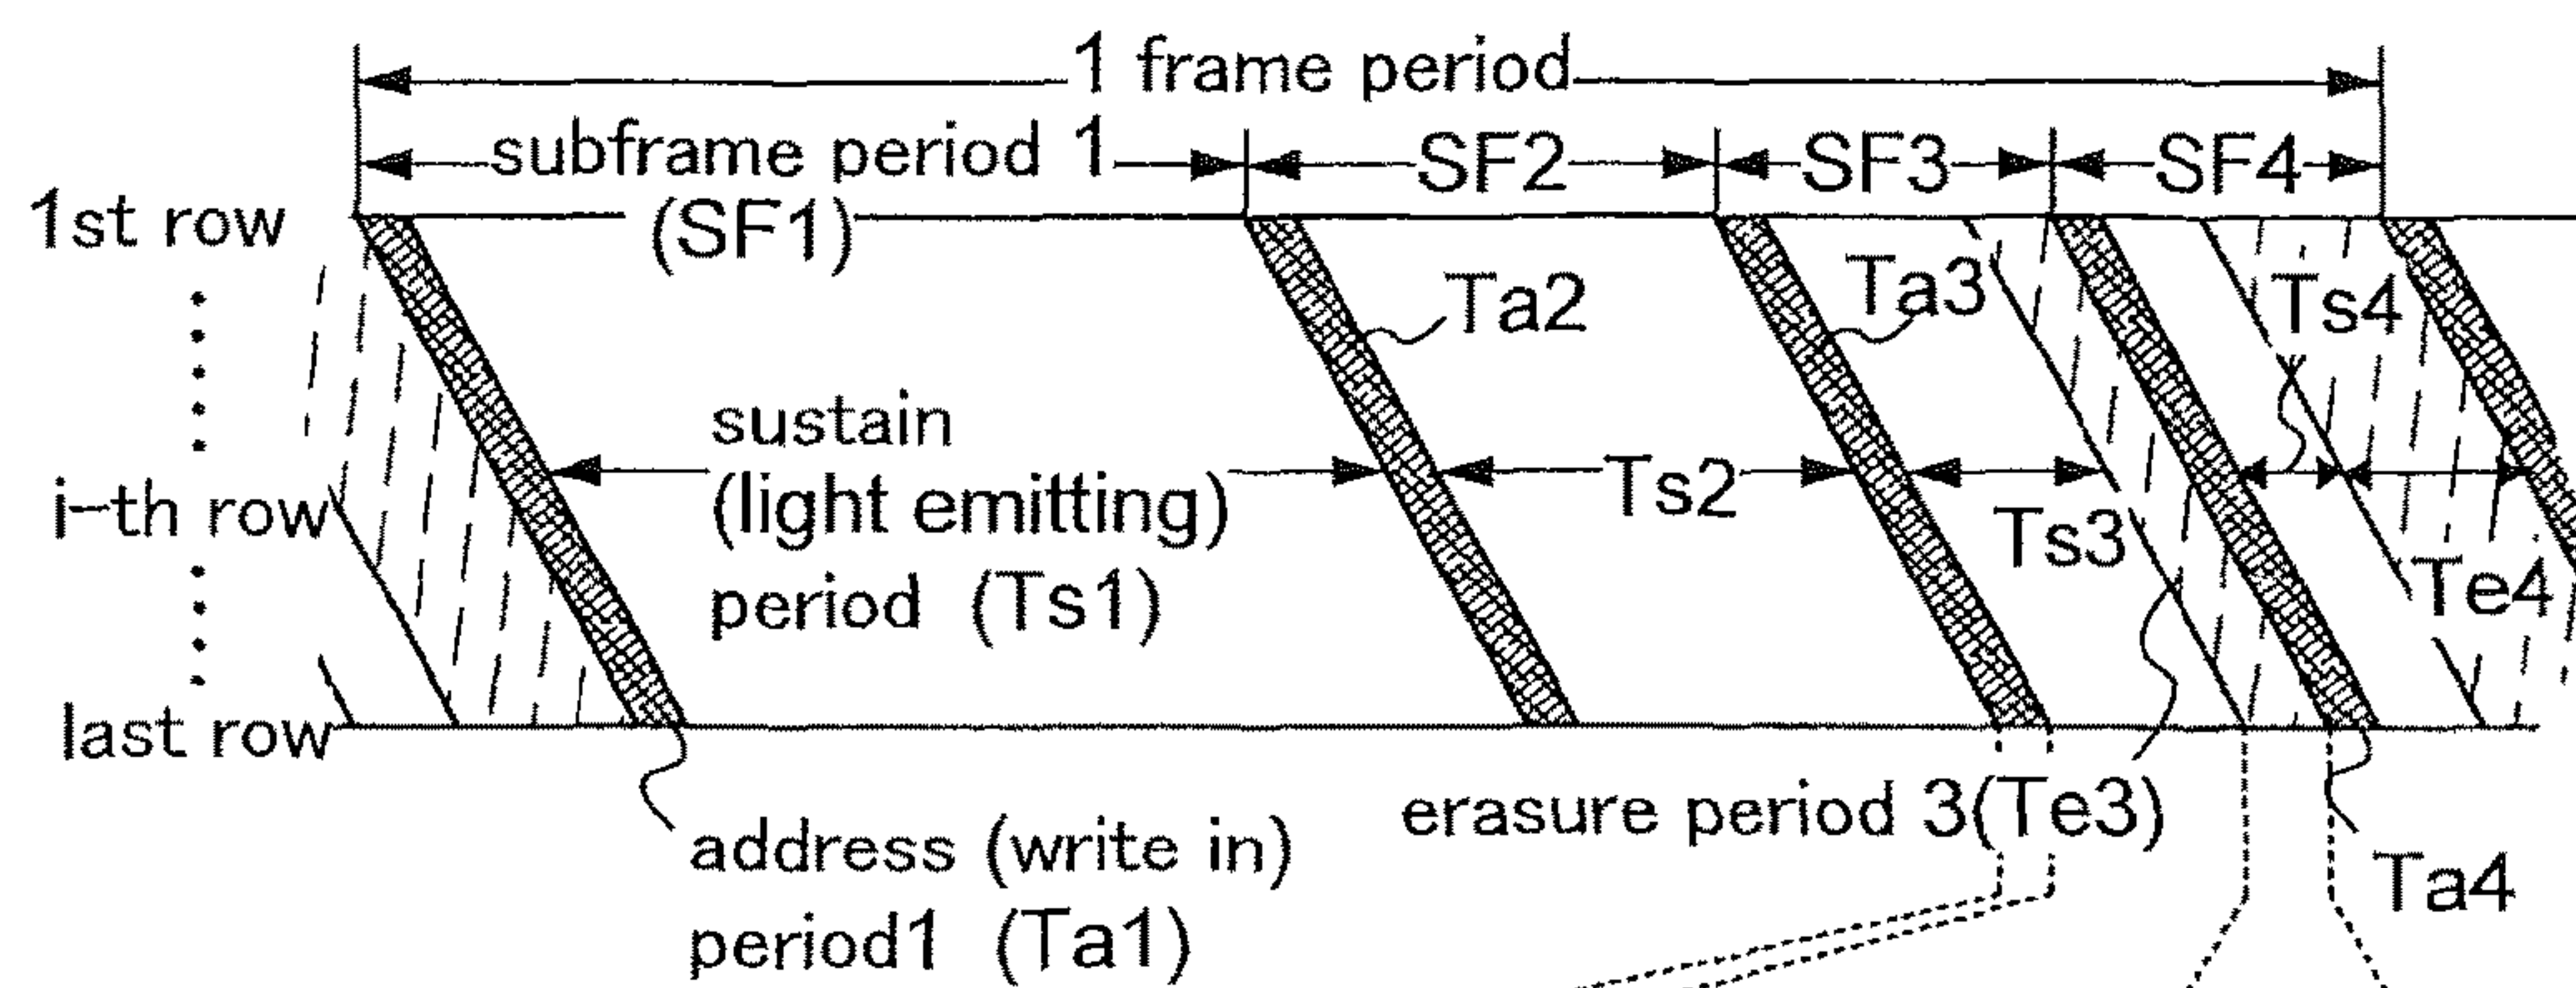 1 frame period
subframe period 1
(SF1)
SF2
SF3
SF4
1st row
Ta2
Ta3
Ts4
sustain
(light emitting)
period (Ts1)
Ts2
Ts3
i-th row
Te4
last row
erasure period 3(Te3)
address (write in)
period1 (Ta1)
Ta4